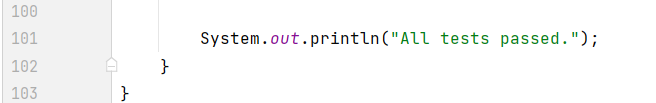 100
101 System.out.println("All tests passed.");
102 }
103 }